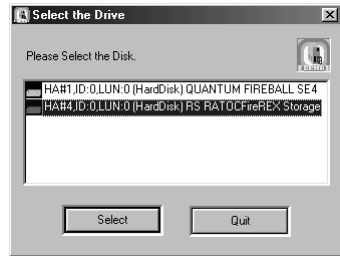 Select the Drive
Please Select the Disk.
HA#1,ID:0,LUN:0 (HardDisk) QUANTUM FIREBALL SE4
HA#4,ID:0,LUN:0 (HardDisk) RS RATOCFireREX Storage
Select
Quit